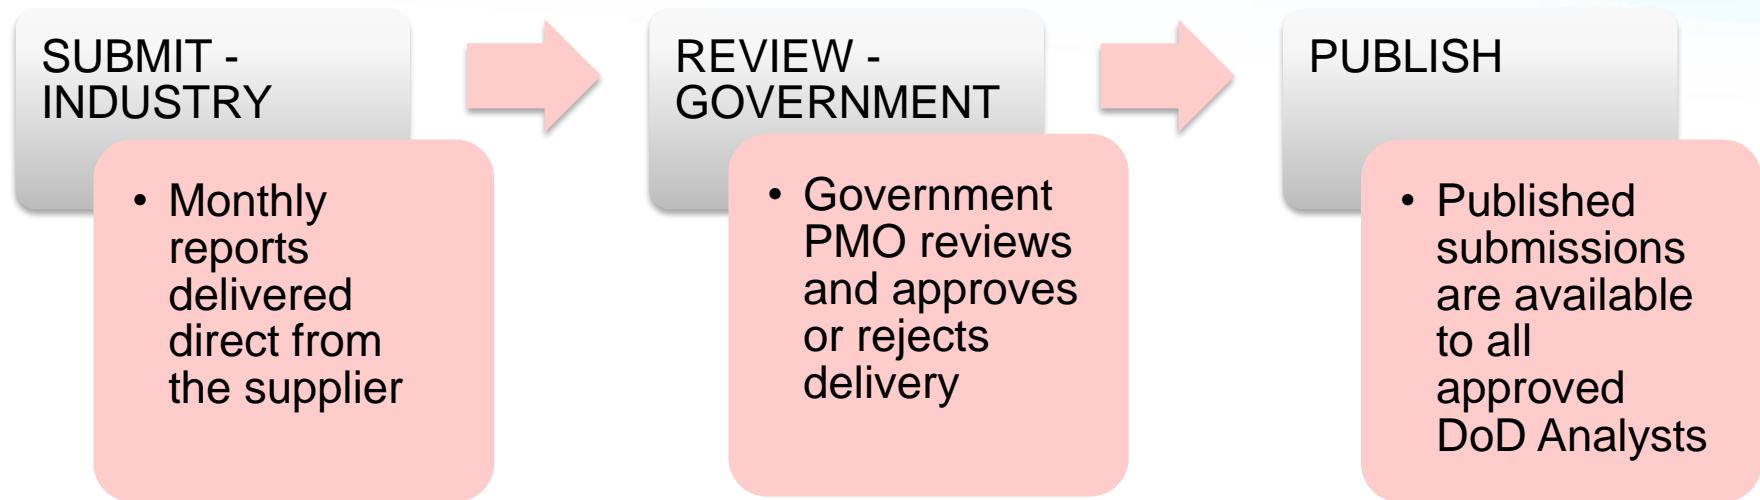 SUBMIT -
INDUSTRY
• Monthly
reports
delivered
direct from
the supplier
REVIEW -
GOVERNMENT
• Government
PMO reviews
and approves
or rejects
delivery
PUBLISH
• Published
submissions
are available
to all
approved
DoD Analysts